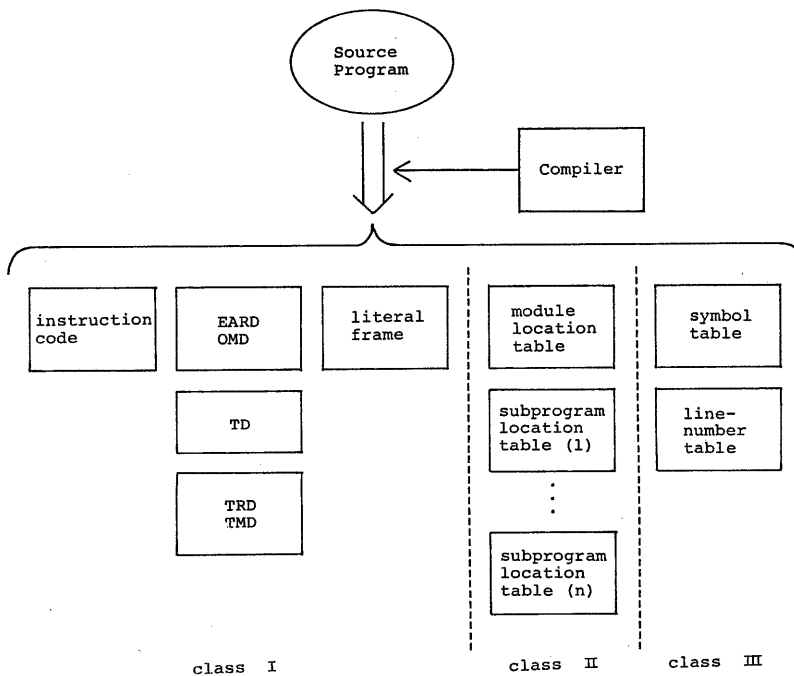 Source
Program
Compiler
instruction
code
EARD
OMD
literal
frame
module
location
table
symbol
table
TD
subprogram
location
table (1)
line-
number
table
TRD
TMD
subprogram
location
table (n)
class I
class II
class III